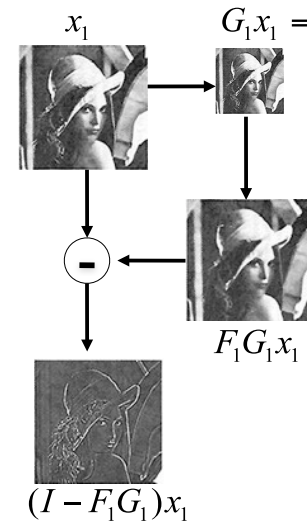 x₁
G₁x₁ =
-
F₁G₁x₁
(I − F₁G₁)x₁